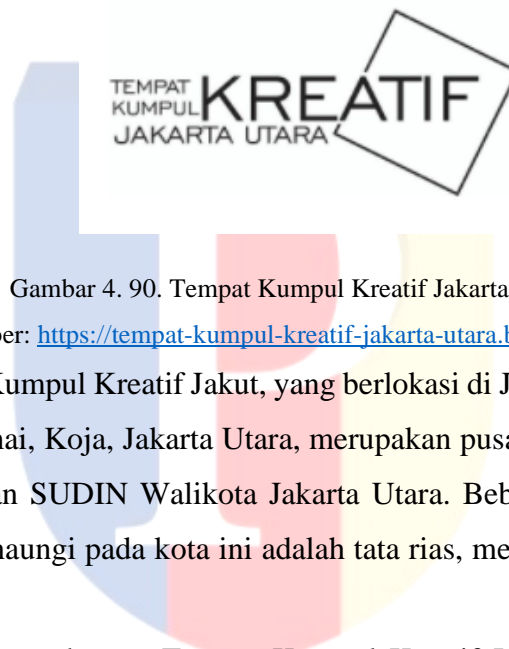 TEMPAT
KUMPUL KREATIF
JAKARTA UTARA
Gambar 4. 90. Tempat Kumpul Kreatif Jakarta
ber: https://tempat-kumpul-kreatif-jakarta-utara.b
Kumpul Kreatif Jakut, yang berlokasi di J
nai, Koja, Jakarta Utara, merupakan pusa
an SUDIN Walikota Jakarta Utara. Beb
naungi pada kota ini adalah tata rias, me